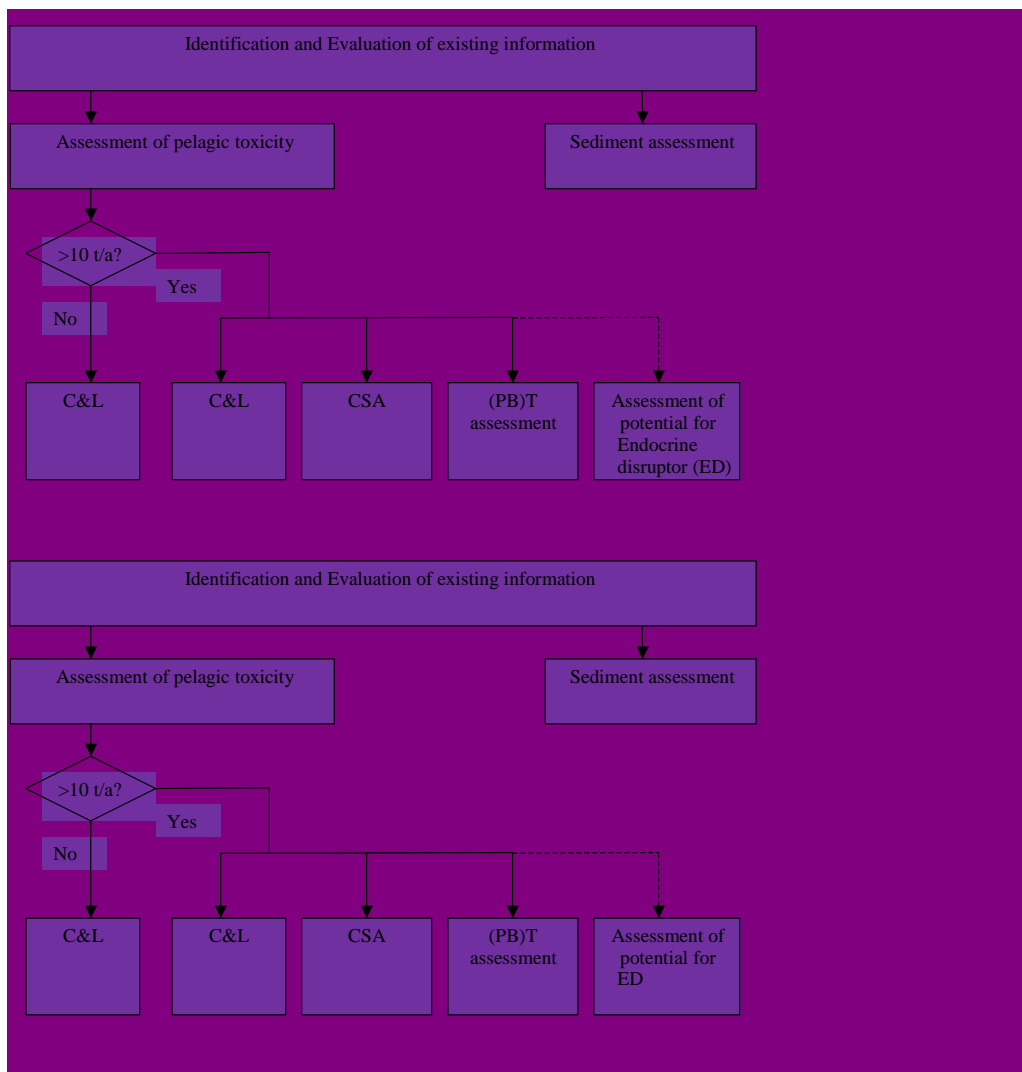 Identification and Evaluation of existing information
Assessment of pelagic toxicity
Sediment assessment
>10 t/a?
Yes
No
C&L
C&L
CSA
(PB)T
assessment
Assessment of
potential for
Endocrine
disruptor (ED)
Identification and Evaluation of existing information
Assessment of pelagic toxicity
Sediment assessment
>10 t/a?
Yes
No
C&L
C&L
CSA
(PB)T
assessment
Assessment of
potential for
ED